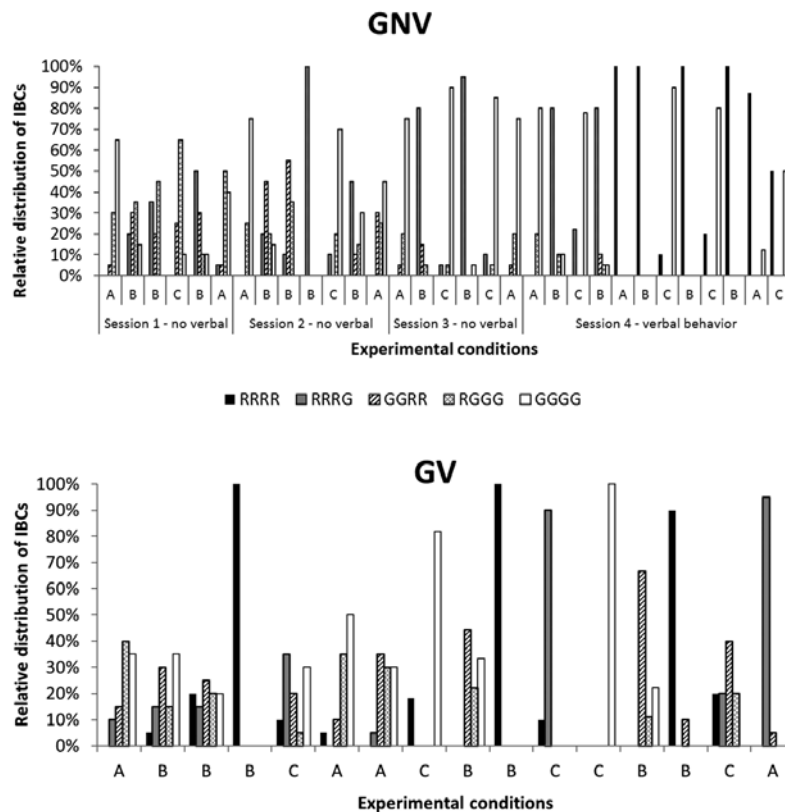 GNV
Relative distribution of IBCs
100%
90%
80%
70%
60%
50%
40%
30%
20%
10%
0%
A B B C B A A B B B C B A A B C B C A A B C B A B C B C B A C
Session 1 - no verbal Session 2 - no verbal Session 3 - no verbal Session 4 - verbal behavior
Experimental conditions
RRRR RRRG GGRR RGGG GGGG
GV
Relative distribution of IBCs
100%
90%
80%
70%
60%
50%
40%
30%
20%
10%
0%
A B B B C A A C B B C C B B C A
Experimental conditions